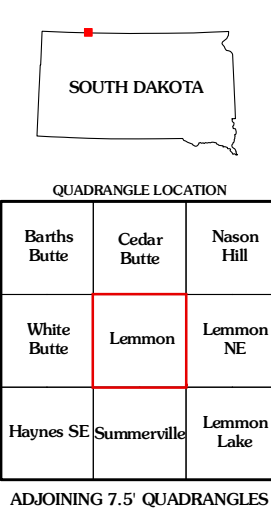 SOUTH DAKOTA
QUADRANGLE LOCATION
Barths
Butte
Cedar
Butte
Nason
Hill
White
Butte
Lemmon
Lemmon
NE
Haynes SE
Summerville
Lemmon
Lake
ADJOINING 7.5' QUADRANGLES